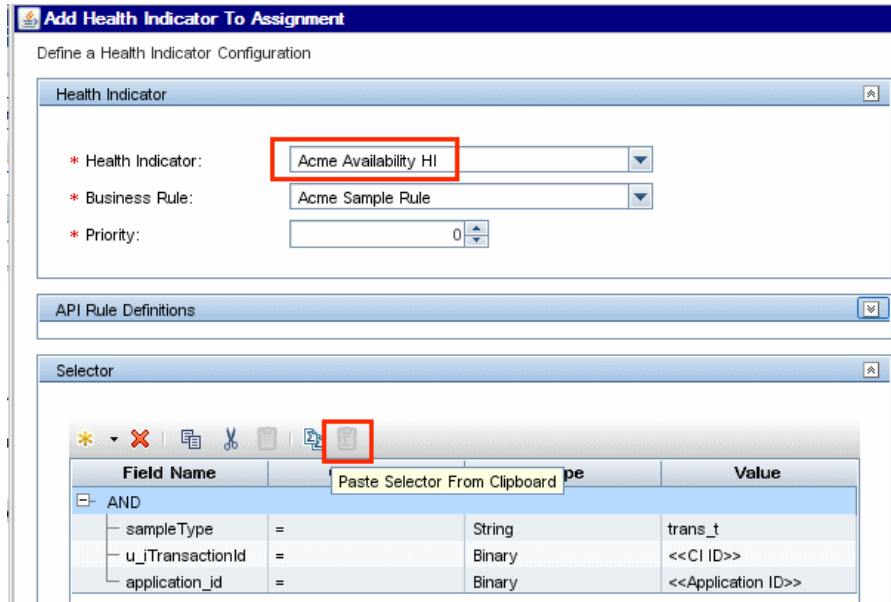 Add Health Indicator To Assignment
Define a Health Indicator Configuration
Health Indicator
* Health Indicator: Acme Availability HI
* Business Rule: Acme Sample Rule
* Priority: 0
API Rule Definitions
Selector
Field Name pe Value
Paste Selector From Clipboard
AND
sampleType = String trans_t
u_iTransactionId = Binary <<CI ID>>
application_id = Binary <<Application ID>>